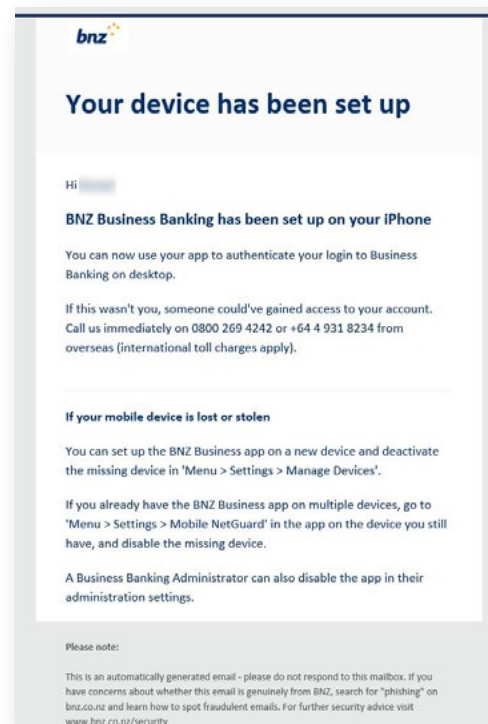 bnz
Your device has been set up
Hi
BNZ Business Banking has been set up on your iPhone
You can now use your app to authenticate your login to Business
Banking on desktop.
If this wasn't you, someone could've gained access to your account.
Call us immediately on 0800 269 4242 or +64 4 931 8234 from
overseas (international toll charges apply).
If your mobile device is lost or stolen
You can set up the BNZ Business app on a new device and deactivate
the missing device in 'Menu > Settings > Manage Devices'.
If you already have the BNZ Business app on multiple devices, go to
'Menu > Settings > Mobile NetGuard' in the app on the device you still
have, and disable the missing device.
A Business Banking Administrator can also disable the app in their
administration settings.
Please note:
This is an automatically generated email - please do not respond to this mailbox. If you
have concerns about whether this email is genuinely from BNZ, search for "phishing" on
bnz.co.nz and learn how to spot fraudulent emails. For further security advice visit
www.bnz.co.nz/security